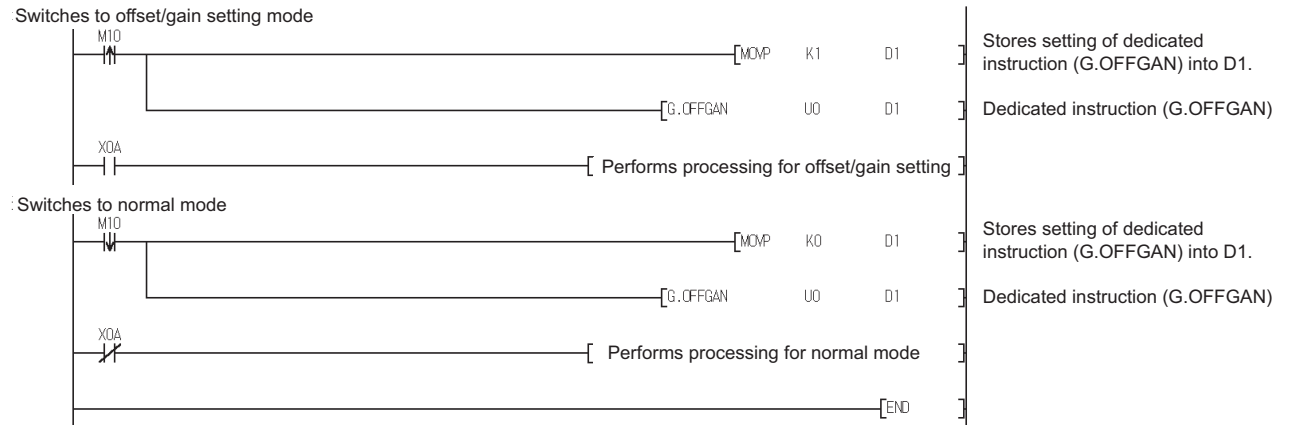 Switches to offset/gain setting mode
M10
MOVP K1 D1
Stores setting of dedicated
instruction (G.OFFGAN) into D1.
G.OFFGAN U0 D1
Dedicated instruction (G.OFFGAN)
X0A
Performs processing for offset/gain setting
Switches to normal mode
M10
MOVP K0 D1
Stores setting of dedicated
instruction (G.OFFGAN) into D1.
G.OFFGAN U0 D1
Dedicated instruction (G.OFFGAN)
X0A
Performs processing for normal mode
END